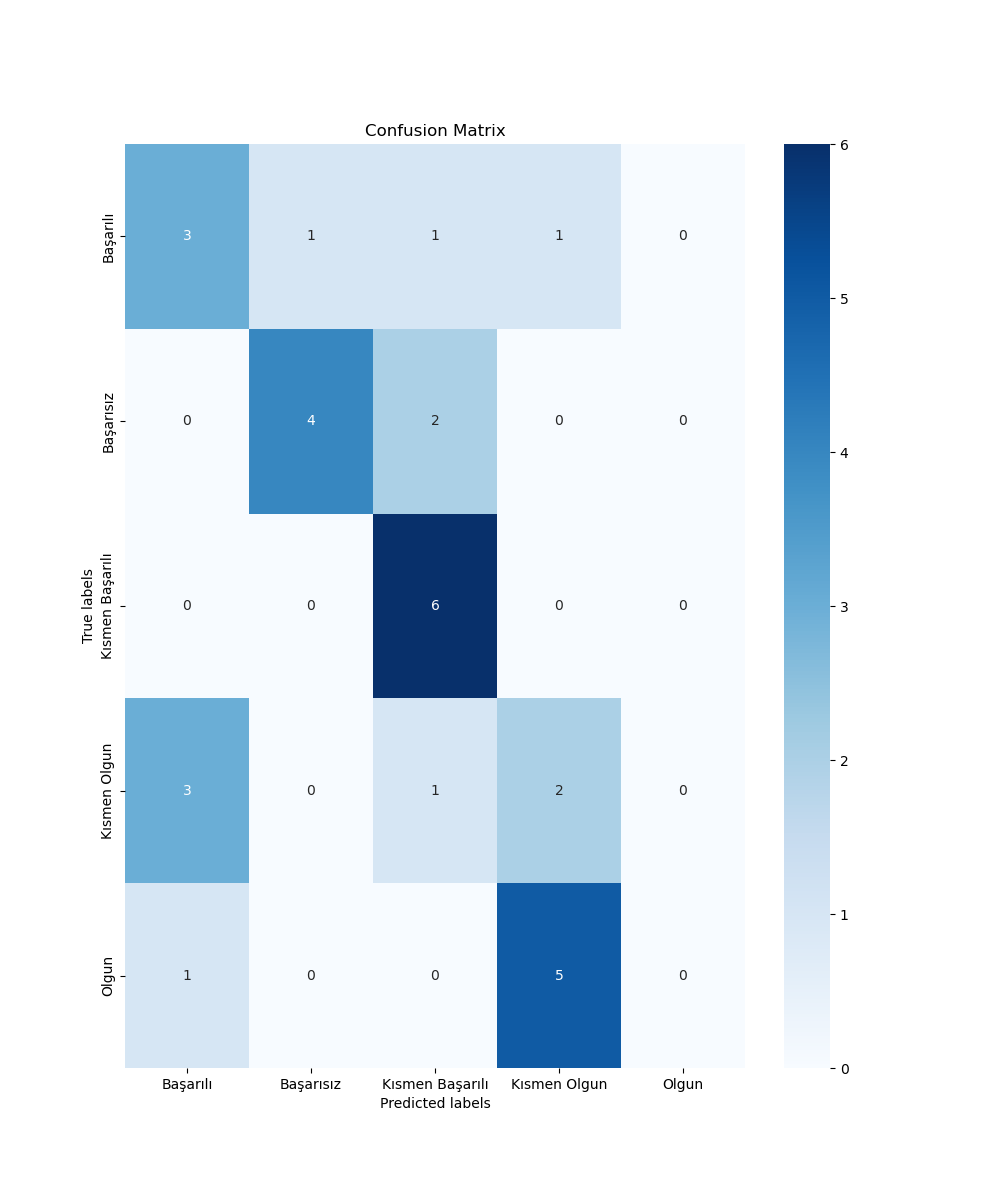 Confusion Matrix
True labels
Başarılı
3 1 1 1 0
Başarısız
0 4 2 0 0
Kısmen Başarılı
0 0 6 0 0
Kısmen Olgun
3 0 1 2 0
Olgun
1 0 0 5 0
Başarılı Başarısız Kısmen Başarılı Kısmen Olgun Olgun
Predicted labels
6
5
4
3
2
1
0